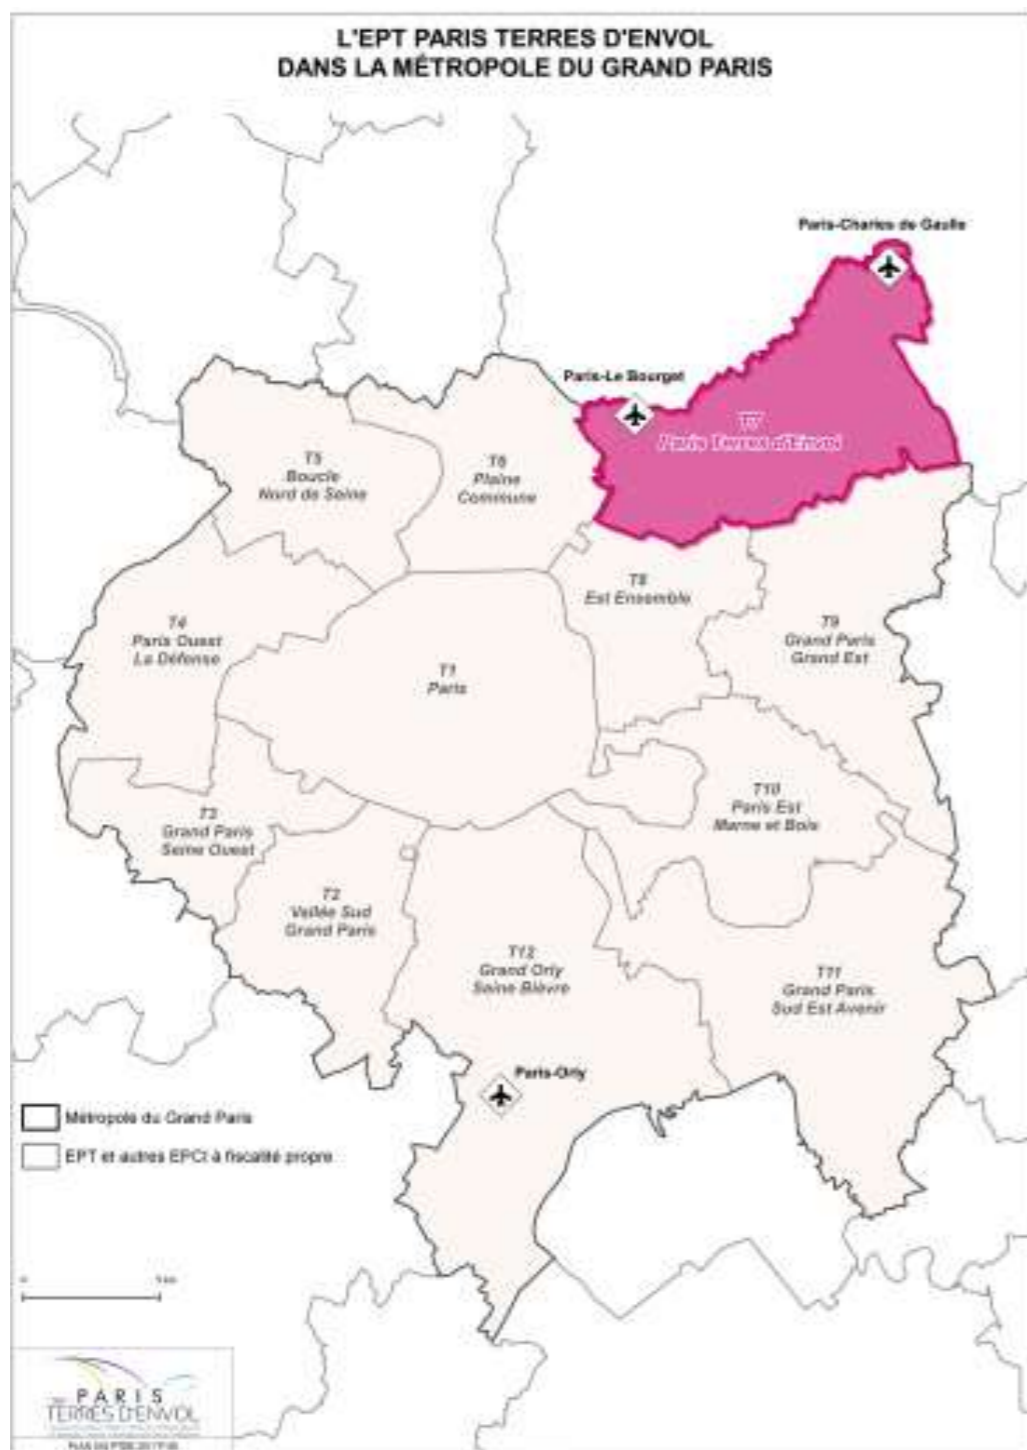 L'EPT PARIS TERRES D'ENVOL
DANS LA MÉTROPOLE DU GRAND PARIS
Paris-Charles de Gaulle
Paris-Le Bourget
T7
Paris Terres d'Envol
T5
Boucle
Nord de Seine
T6
Plaine
Commune
T8
Est Ensemble
T4
Paris Ouest
La Défense
T9
Grand Paris
Grand Est
T1
Paris
T10
Paris Est
Marne et Bois
T3
Grand Paris
Seine Ouest
T2
Vallée Sud
Grand Paris
T12
Grand Orly
Seine Bièvre
T11
Grand Paris
Sud Est Avenir
Paris-Orly
Métropole du Grand Paris
EPT et autres EPCI à fiscalité propre
0 5 km
PARIS
TERRES D'ENVOL